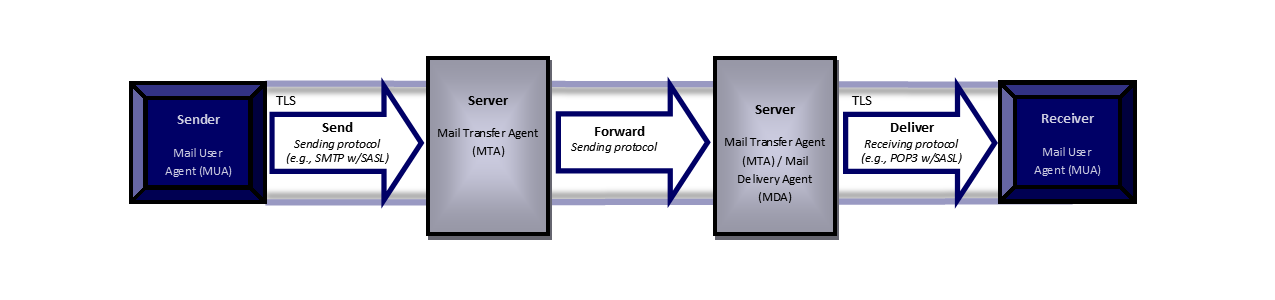 Sender
Mail User
Agent (MUA)
TLS
Send
Sending protocol
(e.g., SMTP w/SASL)
Server
Mail Transfer Agent
(MTA)
Forward
Sending protocol
Server
Mail Transfer Agent
(MTA) / Mail
Delivery Agent
(MDA)
TLS
Deliver
Receiving protocol
(e.g., POP3 w/SASL)
Receiver
Mail User
Agent (MUA)